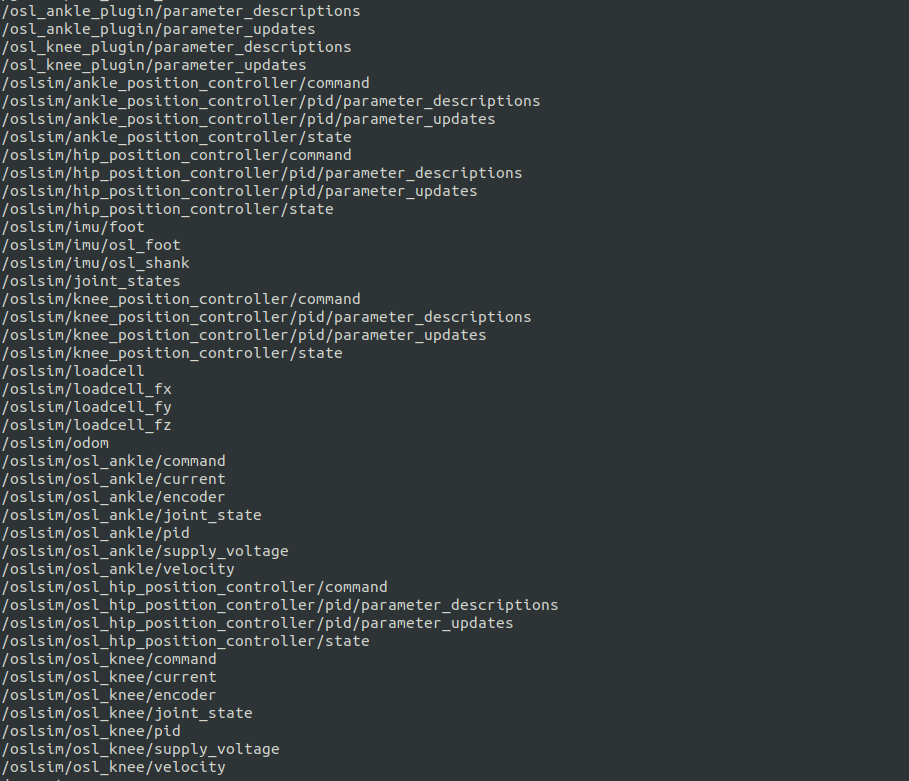 /osl_ankle_plugin/parameter_descriptions
/osl_ankle_plugin/parameter_updates
/osl_knee_plugin/parameter_descriptions
/osl_knee_plugin/parameter_updates
/oslsim/ankle_position_controller/command
/oslsim/ankle_position_controller/pid/parameter_descriptions
/oslsim/ankle_position_controller/pid/parameter_updates
/oslsim/ankle_position_controller/state
/oslsim/hip_position_controller/command
/oslsim/hip_position_controller/pid/parameter_descriptions
/oslsim/hip_position_controller/pid/parameter_updates
/oslsim/hip_position_controller/state
/oslsim/imu/foot
/oslsim/imu/osl_foot
/oslsim/imu/osl_shank
/oslsim/joint_states
/oslsim/knee_position_controller/command
/oslsim/knee_position_controller/pid/parameter_descriptions
/oslsim/knee_position_controller/pid/parameter_updates
/oslsim/knee_position_controller/state
/oslsim/loadcell
/oslsim/loadcell_fx
/oslsim/loadcell_fy
/oslsim/loadcell_fz
/oslsim/odom
/oslsim/osl_ankle/command
/oslsim/osl_ankle/current
/oslsim/osl_ankle/encoder
/oslsim/osl_ankle/joint_state
/oslsim/osl_ankle/pid
/oslsim/osl_ankle/supply_voltage
/oslsim/osl_ankle/velocity
/oslsim/osl_hip_position_controller/command
/oslsim/osl_hip_position_controller/pid/parameter_descriptions
/oslsim/osl_hip_position_controller/pid/parameter_updates
/oslsim/osl_hip_position_controller/state
/oslsim/osl_knee/command
/oslsim/osl_knee/current
/oslsim/osl_knee/encoder
/oslsim/osl_knee/joint_state
/oslsim/osl_knee/pid
/oslsim/osl_knee/supply_voltage
/oslsim/osl_knee/velocity